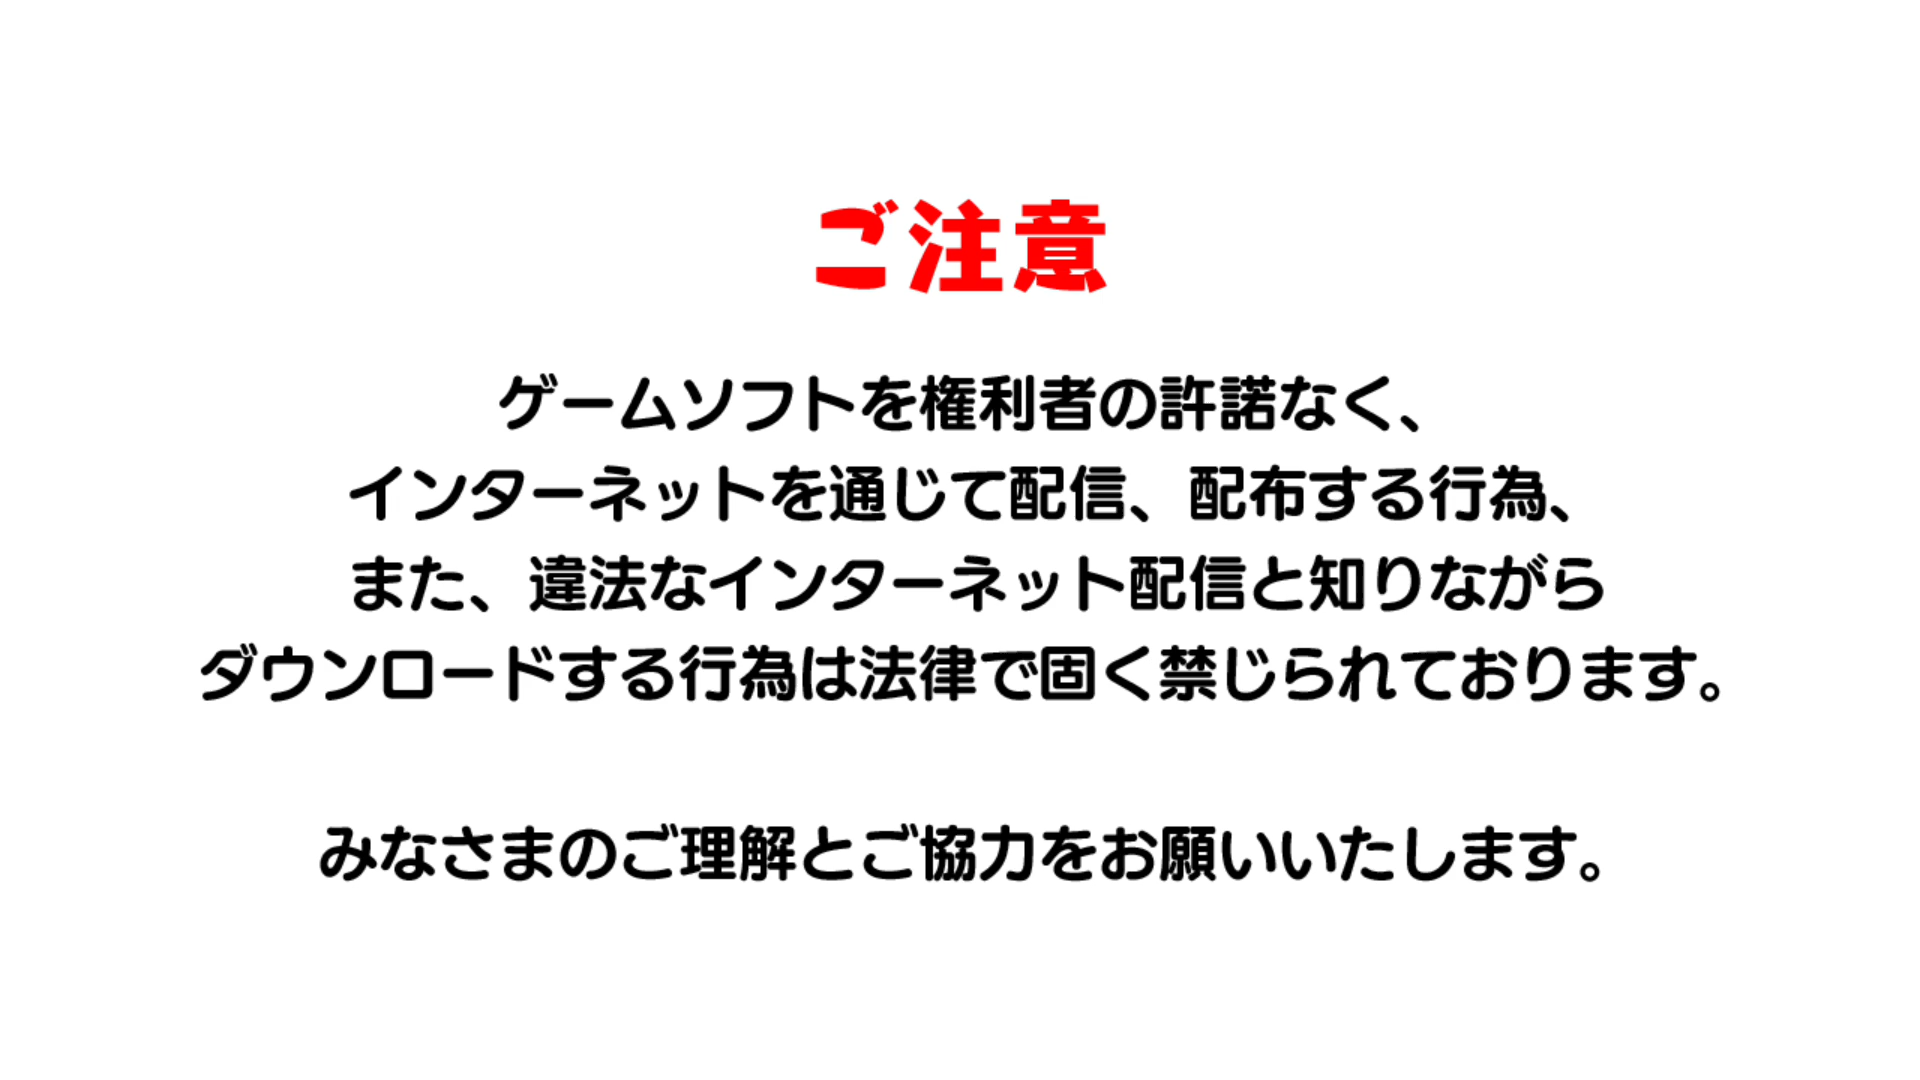 ご注意
ゲームソフトを権利者の許諾なく、
インターネットを通じて配信、配布する行為、
また、違法なインターネット配信と知りながら
ダウンロードする行為は法律で固く禁じられております。
みなさまのご理解とご協力をお願いいたします。